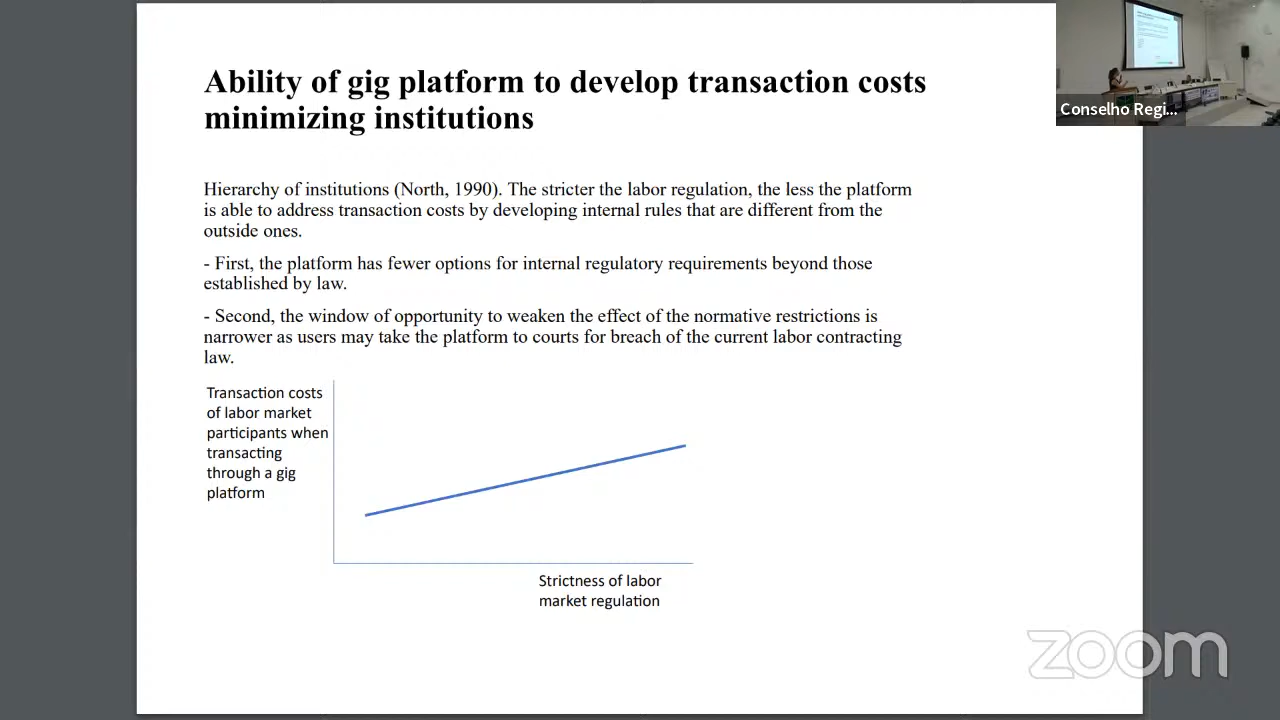 Ability of gig platform to develop transaction costs
minimizing institutions
Hierarchy of institutions (North, 1990). The stricter the labor regulation, the less the platform
is able to address transaction costs by developing internal rules that are different from the
outside ones.
- First, the platform has fewer options for internal regulatory requirements beyond those
established by law.
- Second, the window of opportunity to weaken the effect of the normative restrictions is
narrower as users may take the platform to courts for breach of the current labor contracting
law.
Transaction costs
of labor market
participants when
transacting
through a gig
platform
Strictness of labor
market regulation
Conselho Regi...
zoom